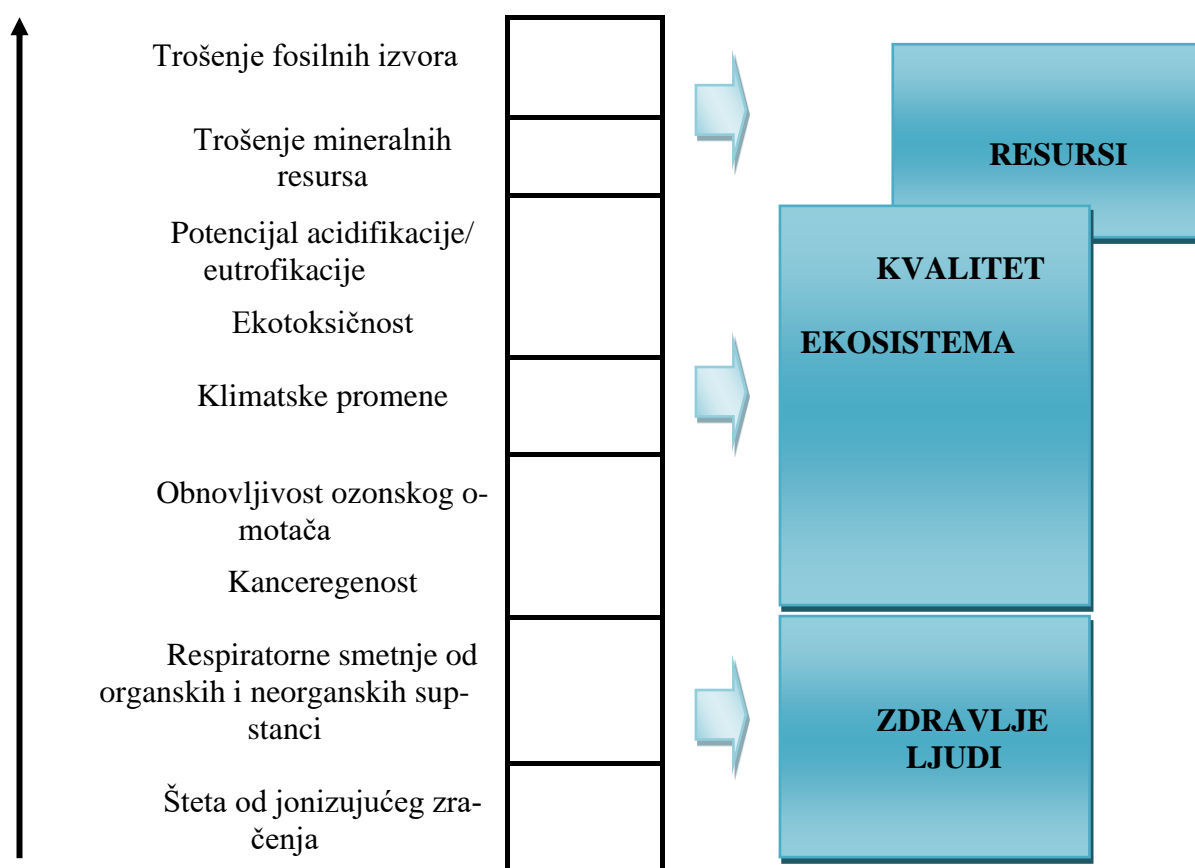 Trošenje fosilnih izvora
Trošenje mineralnih
resursa
Potencijal acidifikacije/
eutrofikacije
Ekotoksičnost
Klimatske promene
Obnovljivost ozonskog o-
motača
Kanceregenost
Respiratorne smetnje od
organskih i neorganskih sup-
stanci
Šteta od jonizujućeg zra-
čenja
RESURSI
KVALITET
EKOSISTEMA
ZDRAVLJE
LJUDI